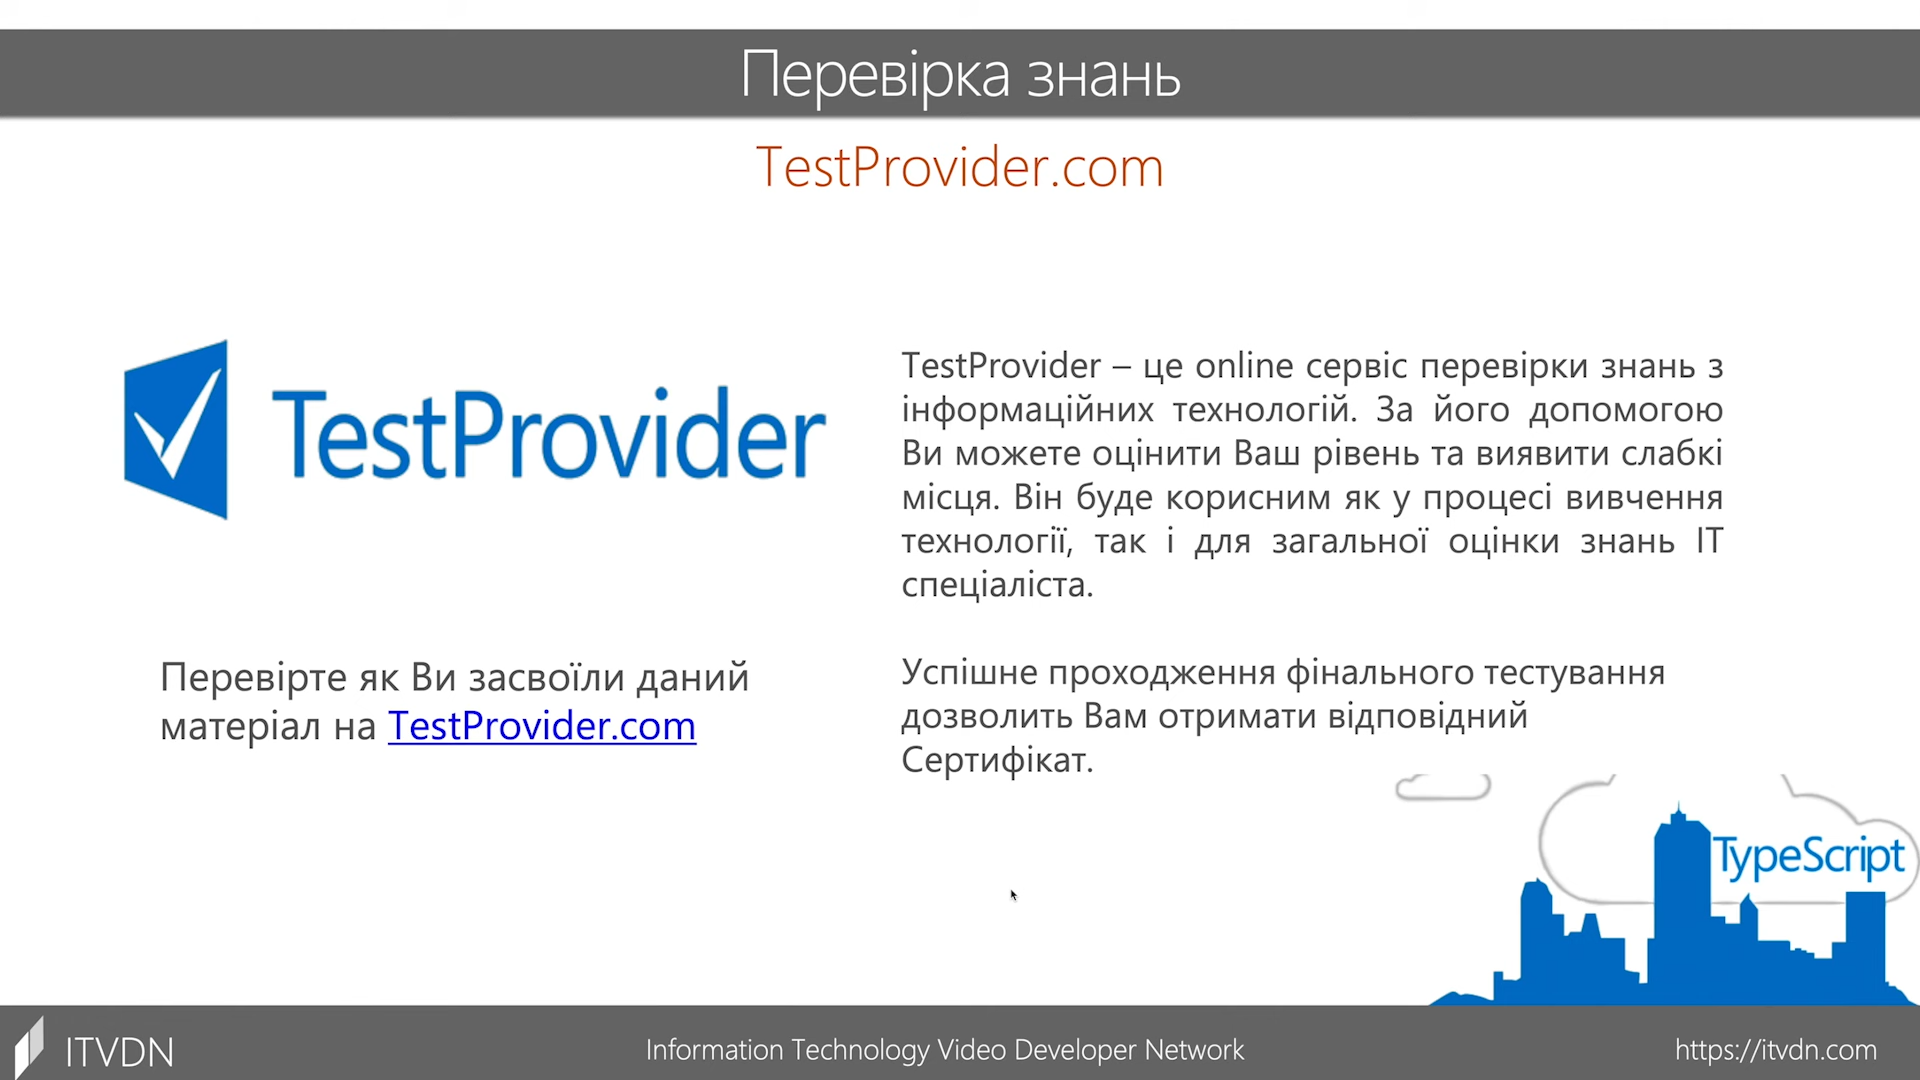 Перевірка знань
TestProvider.com
TestProvider
Перевірте як Ви засвоїли даний
матеріал на TestProvider.com
TestProvider – це online сервіс перевірки знань з
інформаційних технологій. За його допомогою
Ви можете оцінити Ваш рівень та виявити слабкі
місця. Він буде корисним як у процесі вивчення
технології, так і для загальної оцінки знань ІТ
спеціаліста.
Успішне проходження фінального тестування
дозволить Вам отримати відповідний
Сертифікат.
TypeScript
ITVDN
Information Technology Video Developer Network
https://itvdn.com